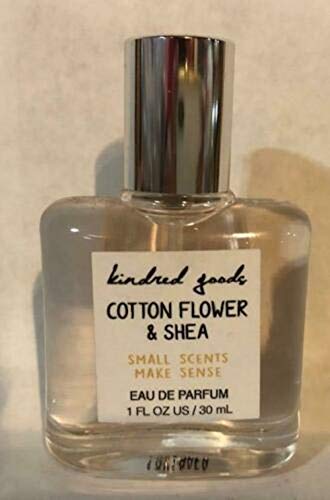 kindred goods
COTTON FLOWER
& SHEA
SMALL SCENTS
MAKE SENSE
EAU DE PARFUM
1 FL OZ US / 30 mL